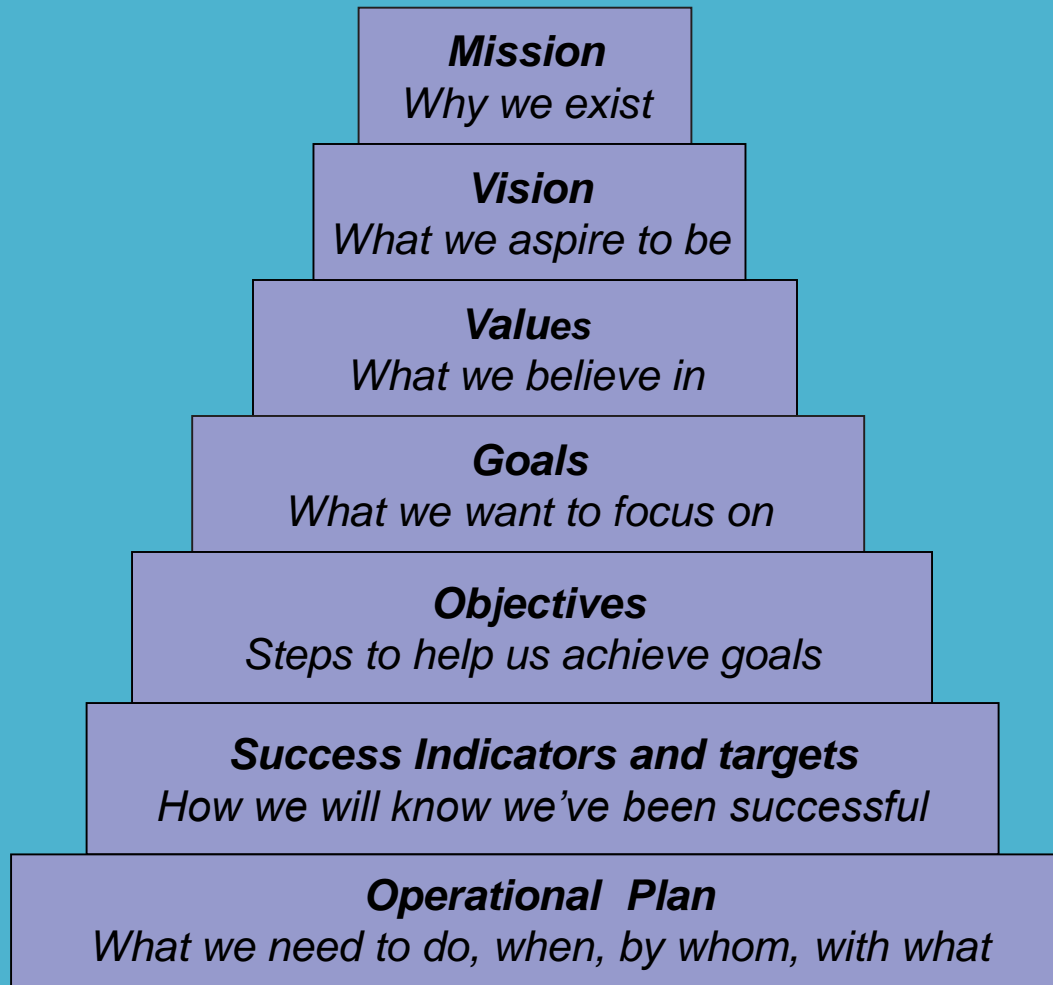 Mission
Why we exist
Vision
What we aspire to be
Values
What we believe in
Goals
What we want to focus on
Objectives
Steps to help us achieve goals
Success Indicators and targets
How we will know we’ve been successful
Operational Plan
What we need to do, when, by whom, with what